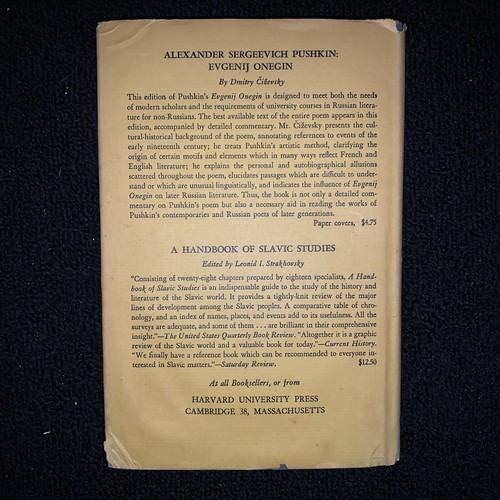 ALEXANDER SERGEEVICH PUSHKIN:
EVGENIJ ONEGIN
By Dmitry Čiževsky
This edition of Pushkin's Evgenij Onegin is designed to meet both the needs
of modern scholars and the requirements of university courses in Russian litera-
ture for non-Russians. The best available text of the entire poem appears in this
edition, accompanied by detailed commentary. Mr. Čiževsky presents the cul-
tural-historical background of the poem, annotating references to events of the
early nineteenth century; he treats Pushkin's artistic method, clarifying the
origin of certain motifs and elements which in many ways reflect French and
English literature; he explains the personal and autobiographical allusions
scattered throughout the poem, elucidates passages which are difficult to under-
stand or which are unusual linguistically, and indicates the influence of Evgenij
Onegin on later Russian literature. Thus, the book is not only a detailed com-
mentary on Pushkin's poem but also a necessary aid in reading the works of
Pushkin's contemporaries and Russian poets of later generations.
Paper covers, $4.75
A HANDBOOK OF SLAVIC STUDIES
Edited by Leonid I. Strakhovsky
"Consisting of twenty-eight chapters prepared by eighteen specialists, A Hand-
book of Slavic Studies is an indispensable guide to the study of the history and
literature of the Slavic world. It provides a tightly-knit review of the major
lines of development among the Slavic peoples. A comparative table of chro-
nology, and an index of names, places, and events add to its usefulness. All the
surveys are adequate, and some of them . . . are brilliant in their comprehensive
insight."—The United States Quarterly Book Review. "Altogether it is a graphic
review of the Slavic world and a valuable book for today."—Current History.
"We finally have a reference book which can be recommended to everyone in-
terested in Slavic matters."—Saturday Review. $12.50
At all Booksellers, or from
HARVARD UNIVERSITY PRESS
CAMBRIDGE 38, MASSACHUSETTS